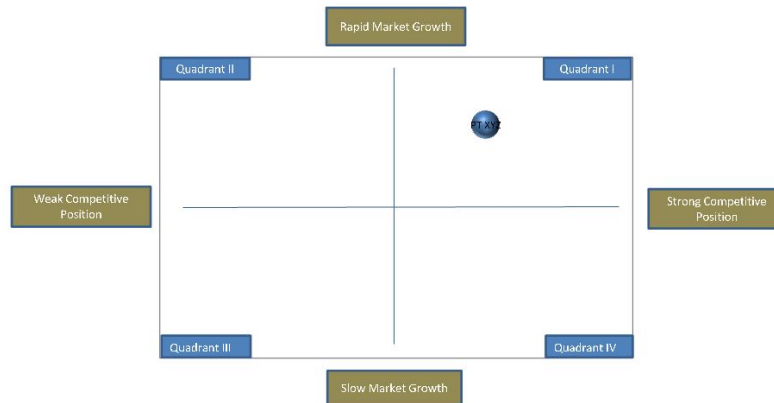 Rapid Market Growth
Quadrant II
Quadrant I
PT XYZ
Weak Competitive
Position
Strong Competitive
Position
Quadrant III
Quadrant IV
Slow Market Growth